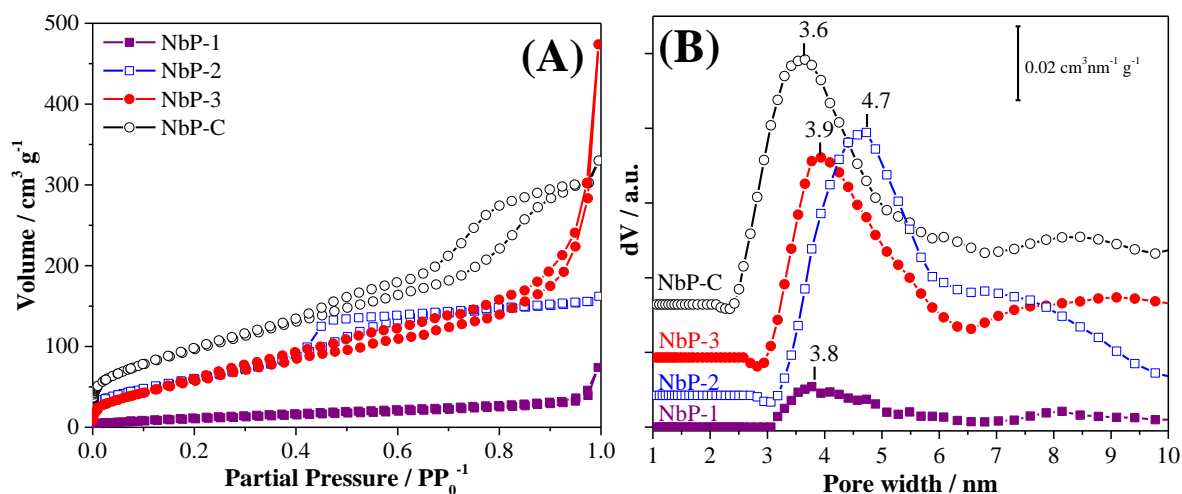 (A)
NbP-1
NbP-2
NbP-3
NbP-C
Volume / cm³ g⁻¹
500
400
300
200
100
0
0.0 0.2 0.4 0.6 0.8 1.0
Partial Pressure / PP₀⁻¹
(B)
3.6
4.7
3.9
3.8
0.02 cm³nm⁻¹ g⁻¹
dV / a.u.
NbP-C
NbP-3
NbP-2
NbP-1
1 2 3 4 5 6 7 8 9 10
Pore width / nm